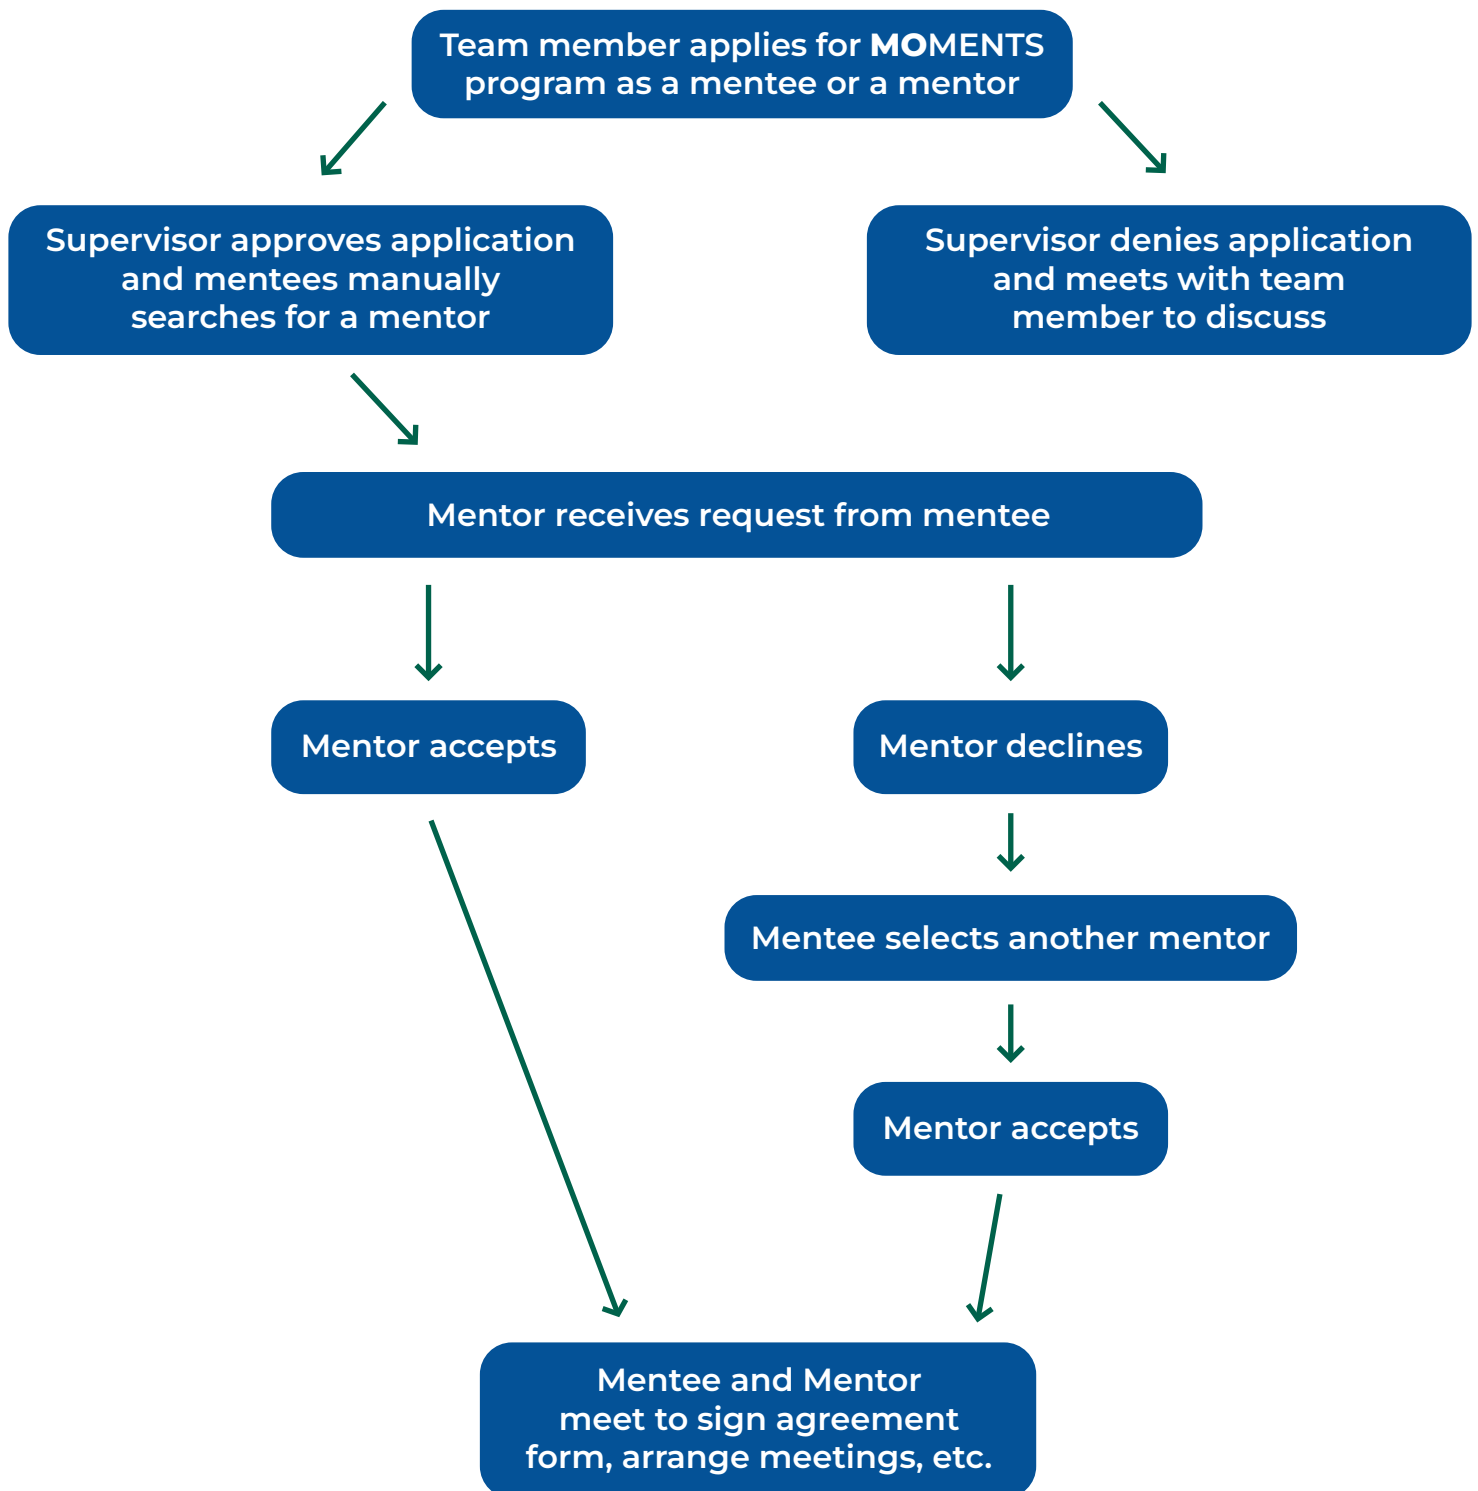 Team member applies for MOMENTS
program as a mentee or a mentor
Supervisor approves application
and mentees manually
searches for a mentor
Supervisor denies application
and meets with team
member to discuss
Mentor receives request from mentee
Mentor accepts
Mentor declines
Mentee selects another mentor
Mentor accepts
Mentee and Mentor
meet to sign agreement
form, arrange meetings, etc.